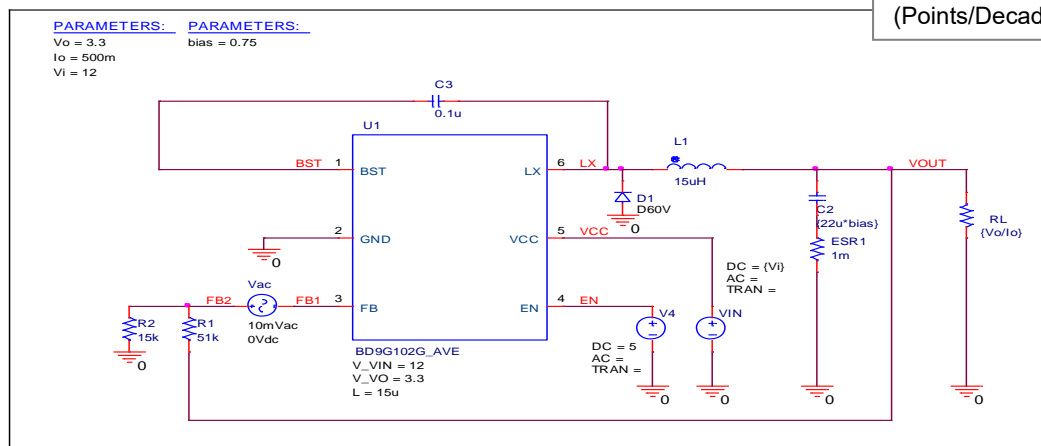 (Points/Decad
PARAMETERS: PARAMETERS:
Vo = 3.3 bias = 0.75
Io = 500m
Vi = 12
C3
0.1u
U1
L1
BST 1 BST LX 6 LX VOUT
15uH
D1
D60V
0
C2
{22u*bias}
RL
{Vo/Io}
2 GND VCC 5 VCC
0
ESR1
1m
DC = {Vi}
AC =
TRAN =
Vac
FB2 FB1 3 FB EN 4 EN
R2
15k
R1
51k
10mVac
0Vdc
V4
VIN
0
BD9G102G_AVE
V_VIN = 12
V_VO = 3.3
L = 15u
DC = 5
AC =
TRAN =
0 0 0 0